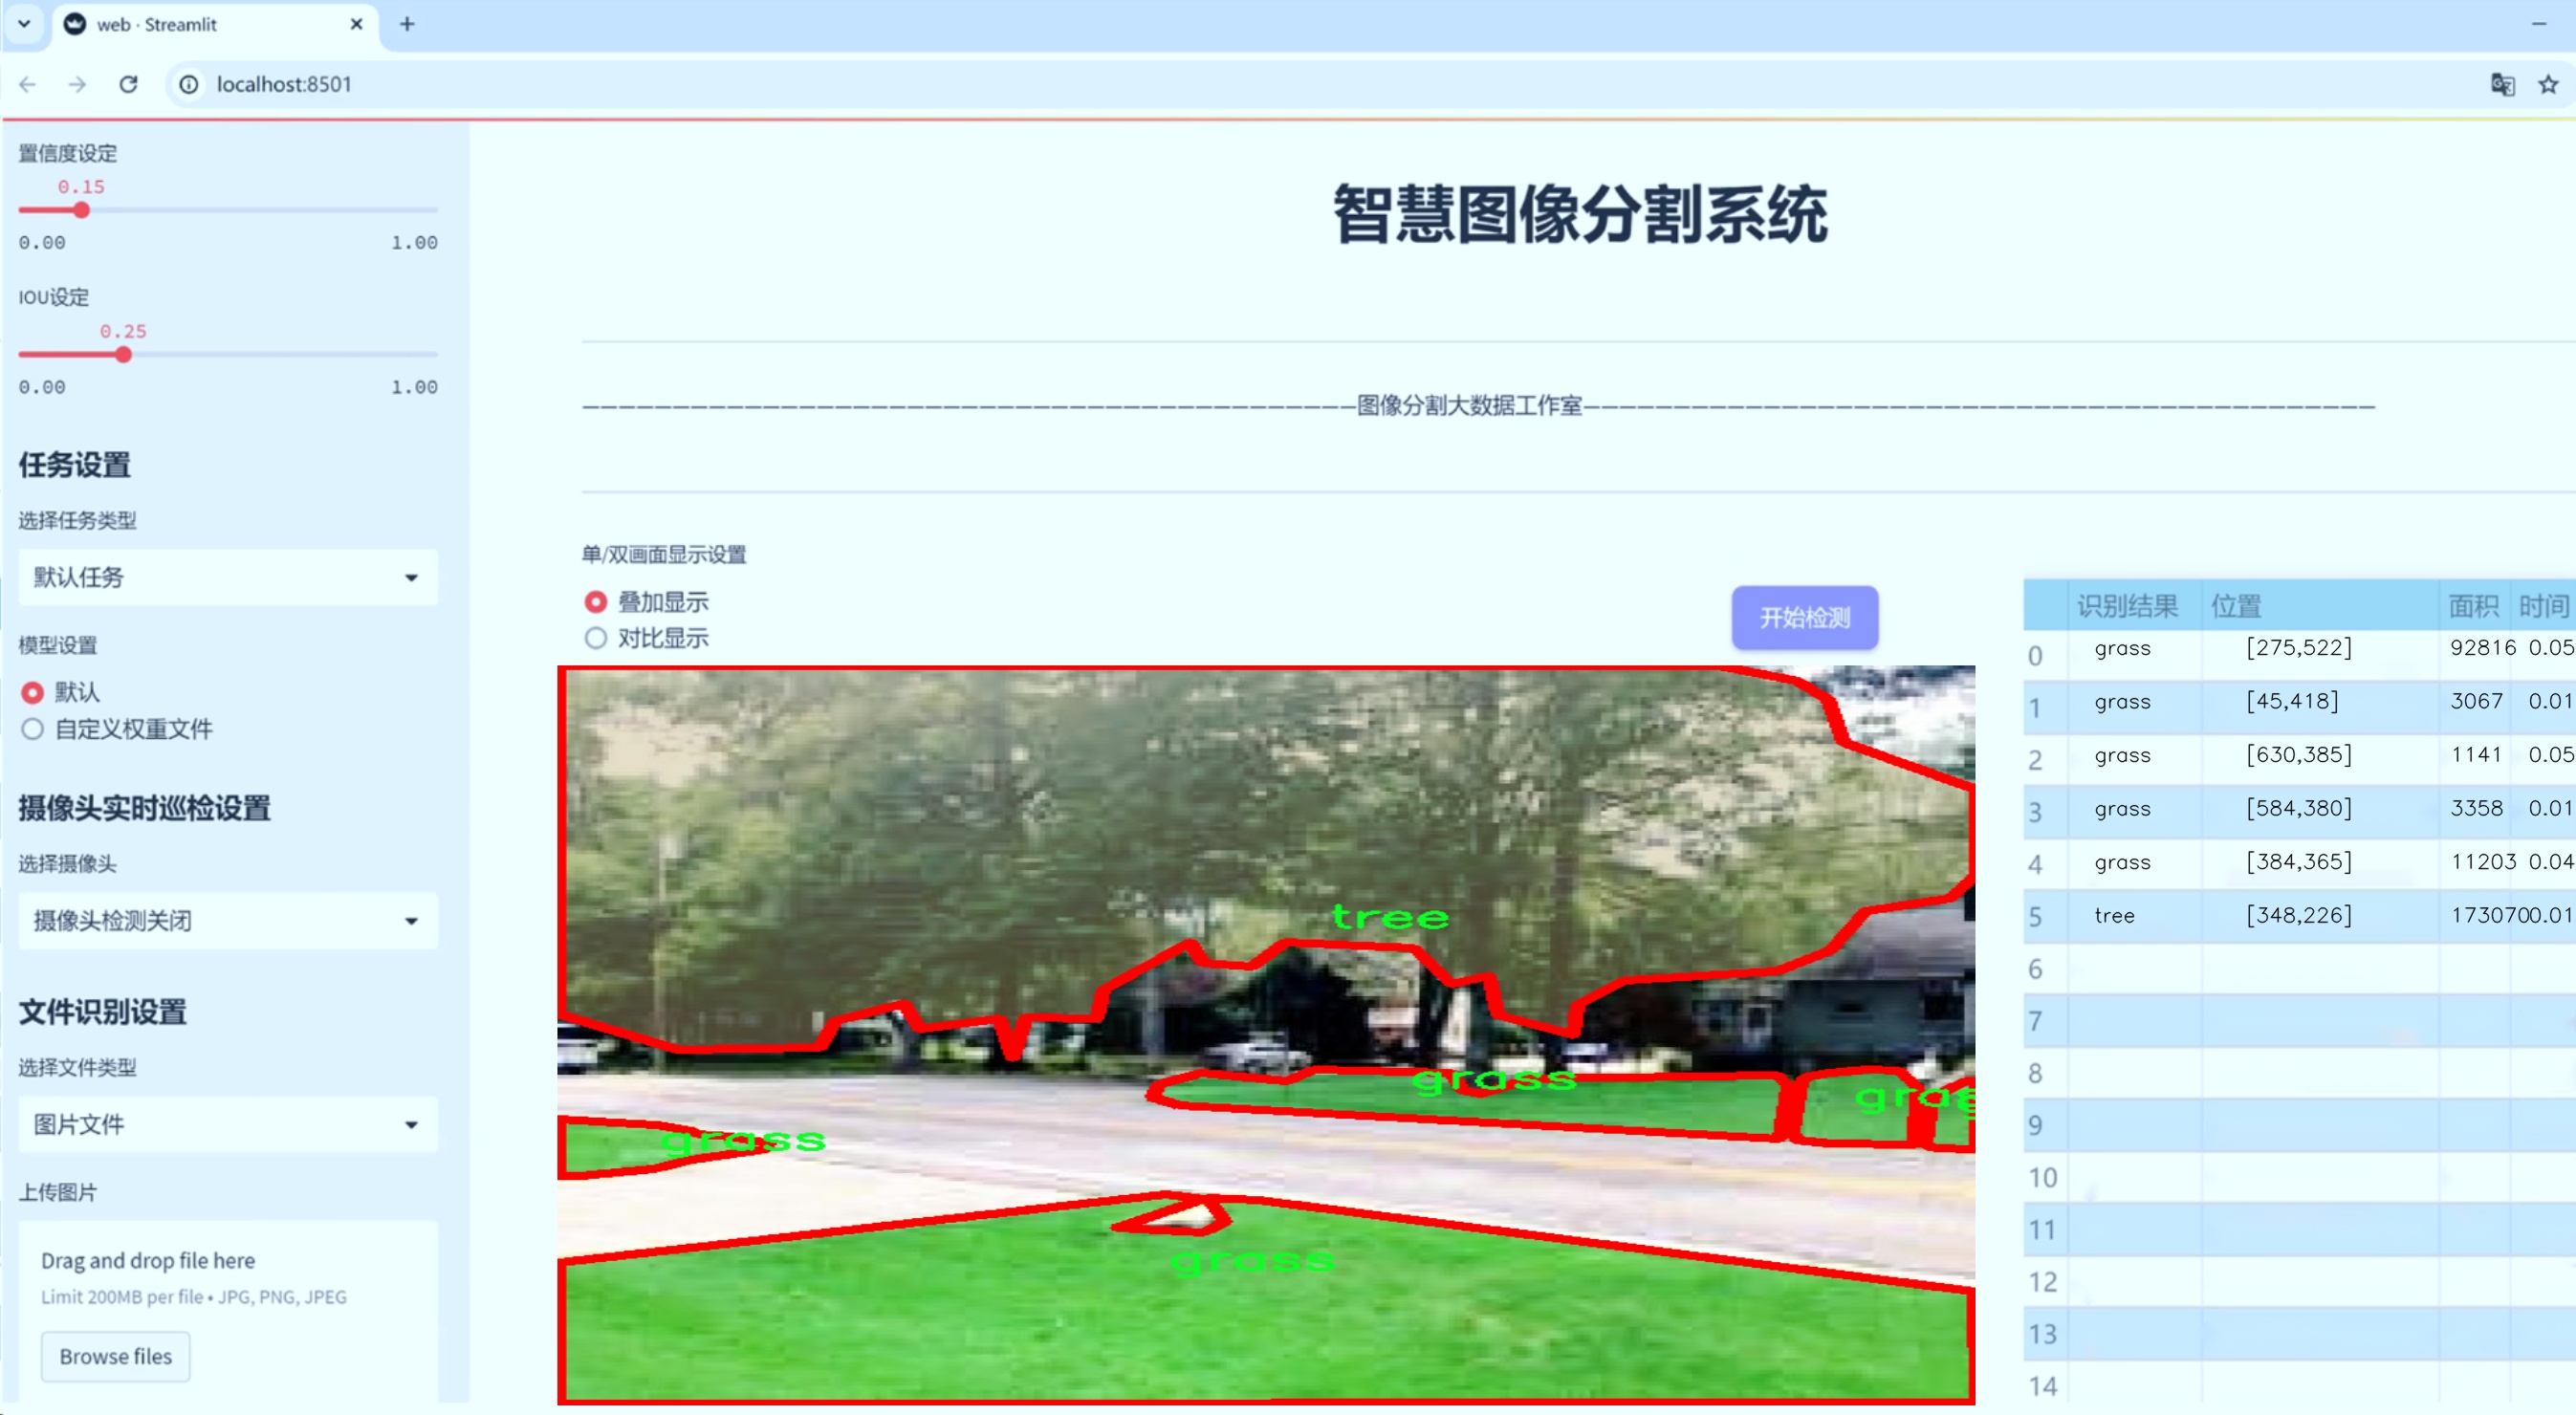 web · Streamlit
localhost:8501
置信度设定
0.15
0.00 1.00
IOU设定
0.25
0.00 1.00
任务设置
选择任务类型
默认任务
模型设置
默认
自定义权重文件
摄像头实时巡检设置
选择摄像头
摄像头检测关闭
文件识别设置
选择文件类型
图片文件
上传图片
Drag and drop file here
Limit 200MB per file • JPG, PNG, JPEG
Browse files
智慧图像分割系统
图像分割大数据工作室
单/双画面显示设置
叠加显示
对比显示
开始检测
tree
grass
gras
grass
grass
识别结果 位置 面积 时间
0 grass [275,522] 92816 0.05
1 grass [45,418] 3067 0.01
2 grass [630,385] 1141 0.05
3 grass [584,380] 3358 0.01
4 grass [384,365] 11203 0.04
5 tree [348,226] 173070 0.01
6
7
8
9
10
11
12
13
14